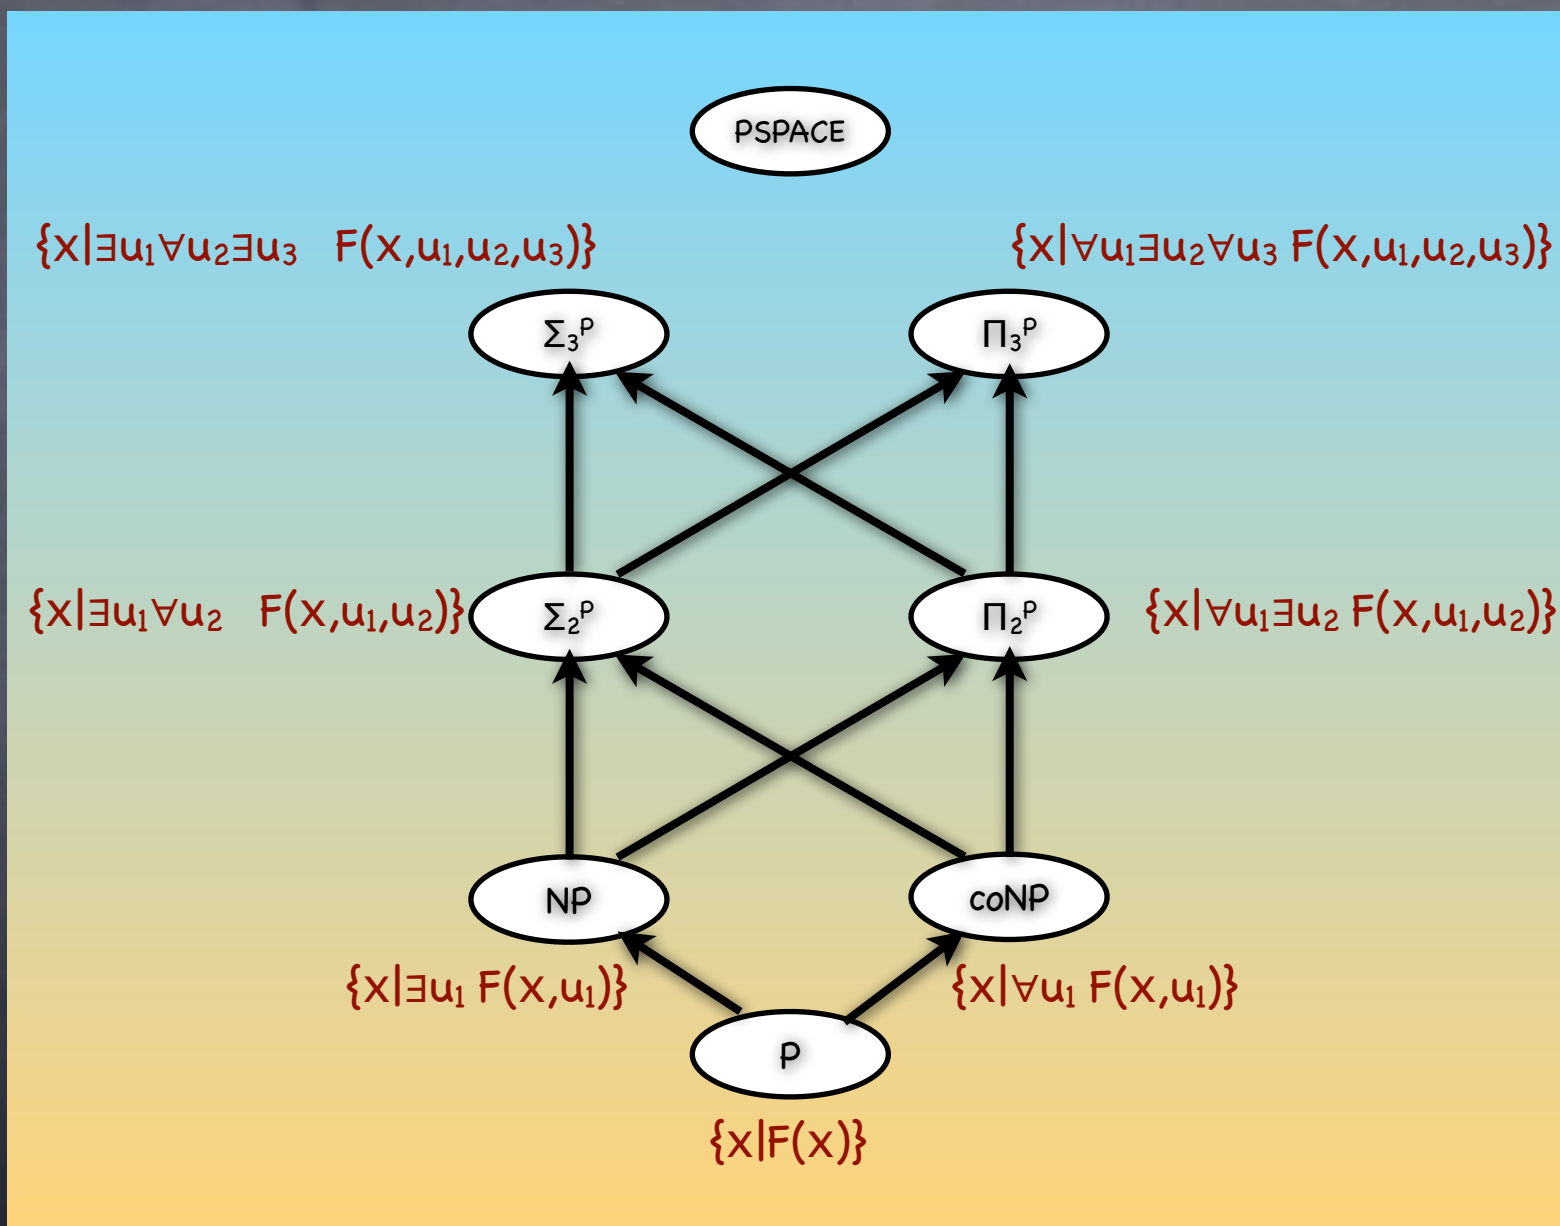 PSPACE
{x|∃u₁∀u₂∃u₃ F(x,u₁,u₂,u₃)}
{x|∀u₁∃u₂∀u₃ F(x,u₁,u₂,u₃)}
Σ₃ᴾ
Π₃ᴾ
{x|∃u₁∀u₂ F(x,u₁,u₂)}
Σ₂ᴾ
Π₂ᴾ
{x|∀u₁∃u₂ F(x,u₁,u₂)}
NP
coNP
{x|∃u₁ F(x,u₁)}
{x|∀u₁ F(x,u₁)}
P
{x|F(x)}